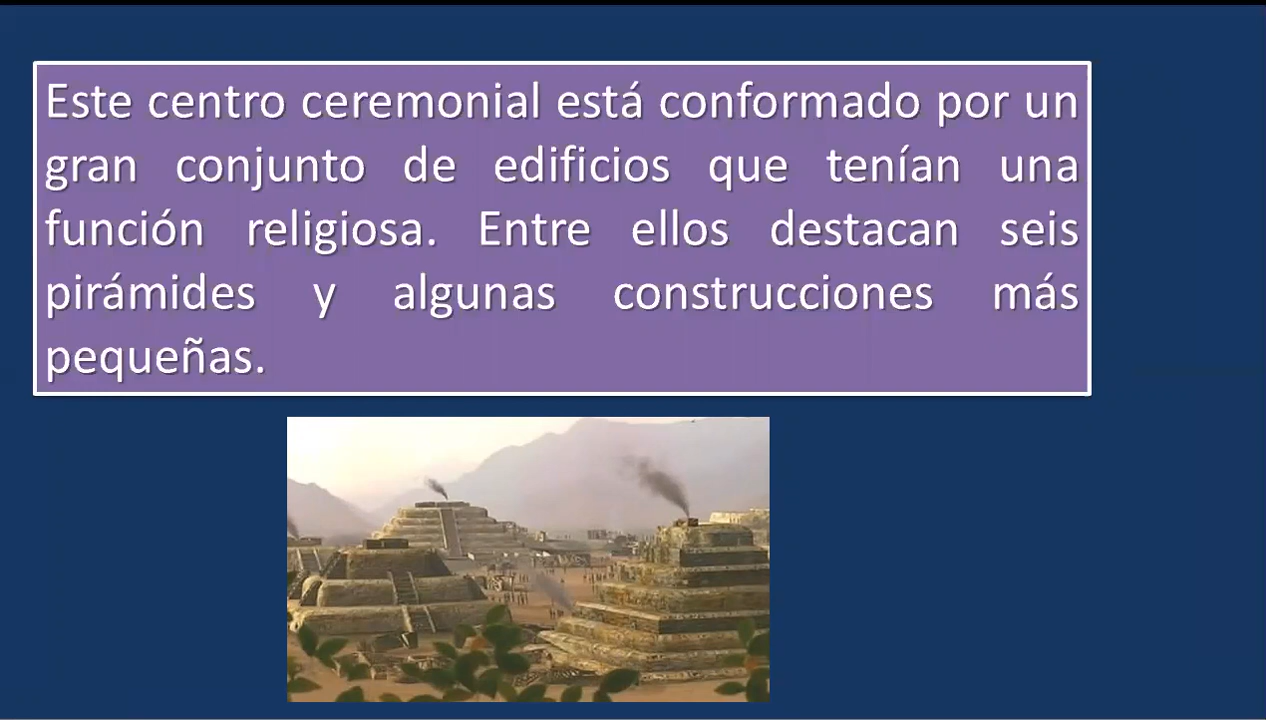 Este centro ceremonial está conformado por un
gran conjunto de edificios que tenían una
función religiosa. Entre ellos destacan seis
pirámides y algunas construcciones más
pequeñas.